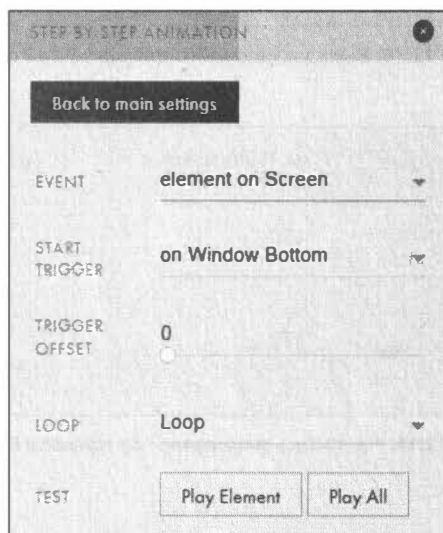 STEP BY STEP ANIMATION
Back to main settings
EVENT
element on Screen
START
TRIGGER
on Window Bottom
TRIGGER
OFFSET
0
LOOP
Loop
TEST
Play Element
Play All